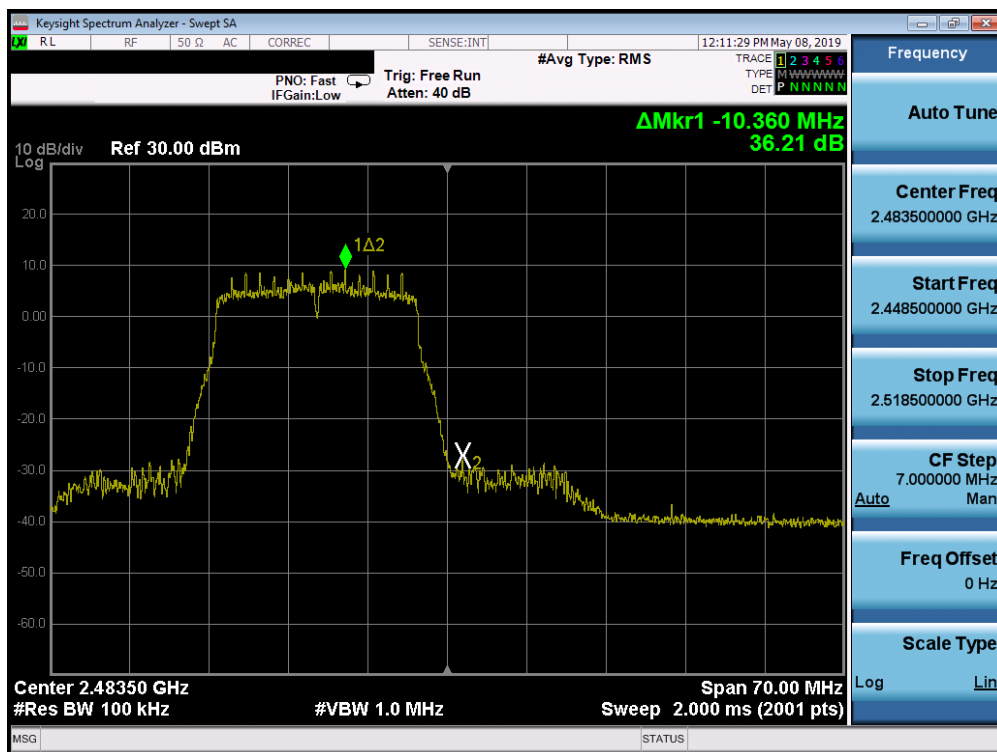 Keysight Spectrum Analyzer - Swept SA
LXI RL RF 50 Ω AC CORREC SENSE:INT 12:11:29 PM May 08, 2019
#Avg Type: RMS
TRACE 1 2 3 4 5 6
PNO: Fast Trig: Free Run
TYPE M WWWWW
IFGain:Low Atten: 40 dB
DET P N N N N N
ΔMkr1 -10.360 MHz
36.21 dB
10 dB/div Ref 30.00 dBm
Log
20.0
10.0
0.00
-10.0
-20.0
-30.0
-40.0
-50.0
-60.0
1Δ2
X2
Center 2.48350 GHz Span 70.00 MHz
#Res BW 100 kHz #VBW 1.0 MHz Sweep 2.000 ms (2001 pts)
MSG STATUS
Frequency
Auto Tune
Center Freq
2.483500000 GHz
Start Freq
2.448500000 GHz
Stop Freq
2.518500000 GHz
CF Step
7.000000 MHz
Auto Man
Freq Offset
0 Hz
Scale Type
Log Lin